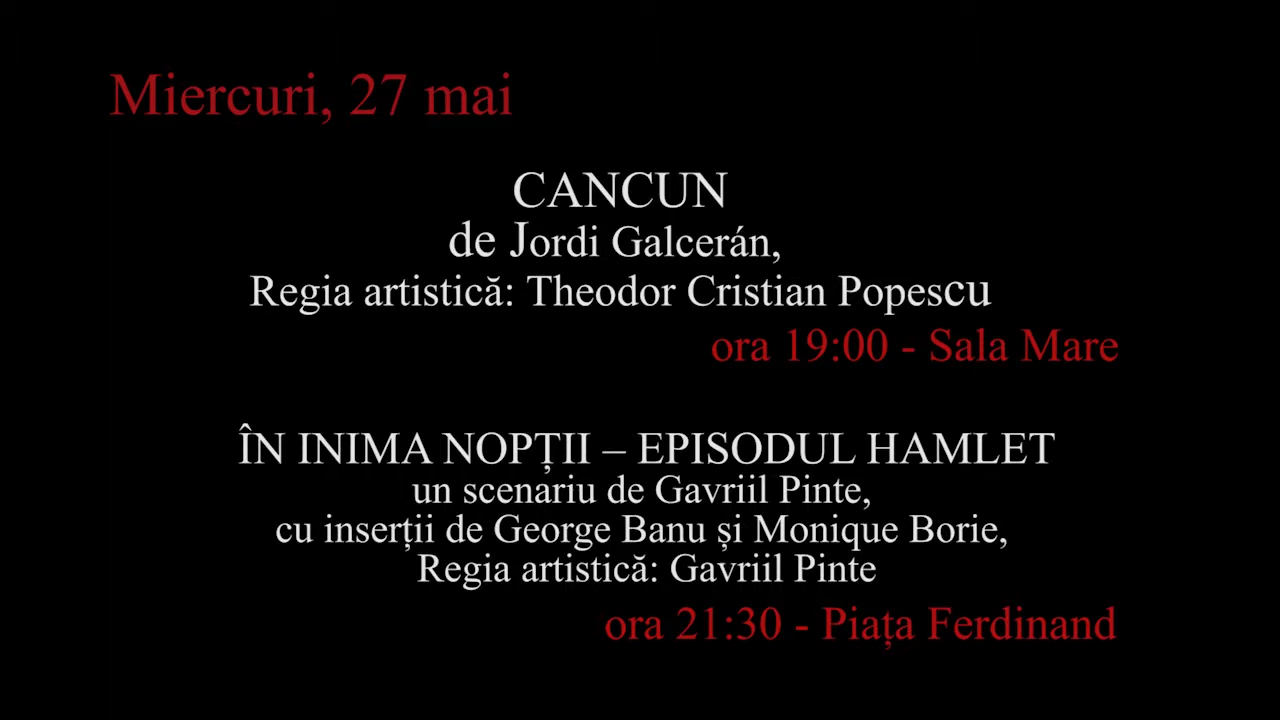 Miercuri, 27 mai
CANCUN
de Jordi Galcerán,
Regia artistică: Theodor Cristian Popescu
ora 19:00 - Sala Mare
ÎN INIMA NOPȚII – EPISODUL HAMLET
un scenariu de Gavriil Pinte,
cu inserții de George Banu și Monique Borie,
Regia artistică: Gavriil Pinte
ora 21:30 - Piața Ferdinand